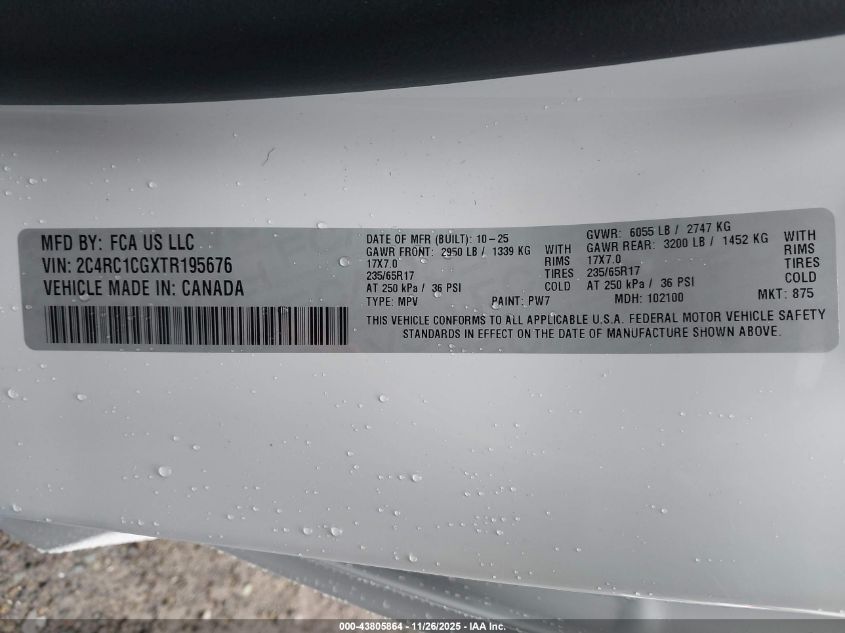 MFD BY: FCA US LLC
VIN: 2C4RC1CGXTR195676
VEHICLE MADE IN: CANADA
DATE OF MFR (BUILT): 10-25
GAWR FRONT: 2950 LB / 1339 KG WITH
17X7.0 RIMS
235/65R17 TIRES
AT 250 kPa / 36 PSI COLD
TYPE: MPV PAINT: PW7
GVWR: 6055 LB / 2747 KG
GAWR REAR: 3200 LB / 1452 KG WITH
17X7.0 RIMS
235/65R17 TIRES
AT 250 kPa / 36 PSI COLD
MDH: 102100 MKT: 875
THIS VEHICLE CONFORMS TO ALL APPLICABLE U.S.A. FEDERAL MOTOR VEHICLE SAFETY
STANDARDS IN EFFECT ON THE DATE OF MANUFACTURE SHOWN ABOVE.
000-43805864 - 11/26/2025 - IAA Inc.